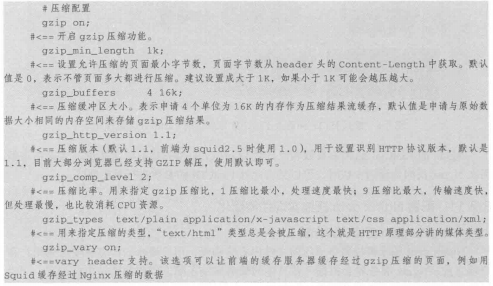 # 压缩配置
gzip on;
#<== 开启 gzip 压缩功能。
gzip_min_length 1k;
#<== 设置允许压缩的页面最小字节数，页面字节数从 header 头的 Content-Length 中获取。默认
值是 0，表示不管页面多大都进行压缩。建议设置成大于 1K，如果小于 1K 可能会越压越大。
gzip_buffers 4 16k;
#<== 压缩缓冲区大小。表示申请 4 个单位为 16K 的内存作为压缩结果流缓存，默认值是申请与原始数
据大小相同的内存空间来存储 gzip 压缩结果。
gzip_http_version 1.1;
#<== 压缩版本（默认 1.1，前端为 squid2.5 时使用 1.0），用于设置识别 HTTP 协议版本，默认是
1.1，目前大部分浏览器已经支持 GZIP 解压，使用默认即可。
gzip_comp_level 2;
#<== 压缩比率。用来指定 gzip 压缩比，1 压缩比最小，处理速度最快；9 压缩比最大，传输速度快，
但处理最慢，也比较消耗 CPU 资源。
gzip_types text/plain application/x-javascript text/css application/xml;
#<== 用来指定压缩的类型，“text/html”类型总是会被压缩，这个就是 HTTP 原理部分讲的媒体类型。
gzip_vary on;
#<==vary header 支持。该选项可以让前端的缓存服务器缓存经过 gzip 压缩的页面，例如用
Squid 缓存经过 Nginx 压缩的数据